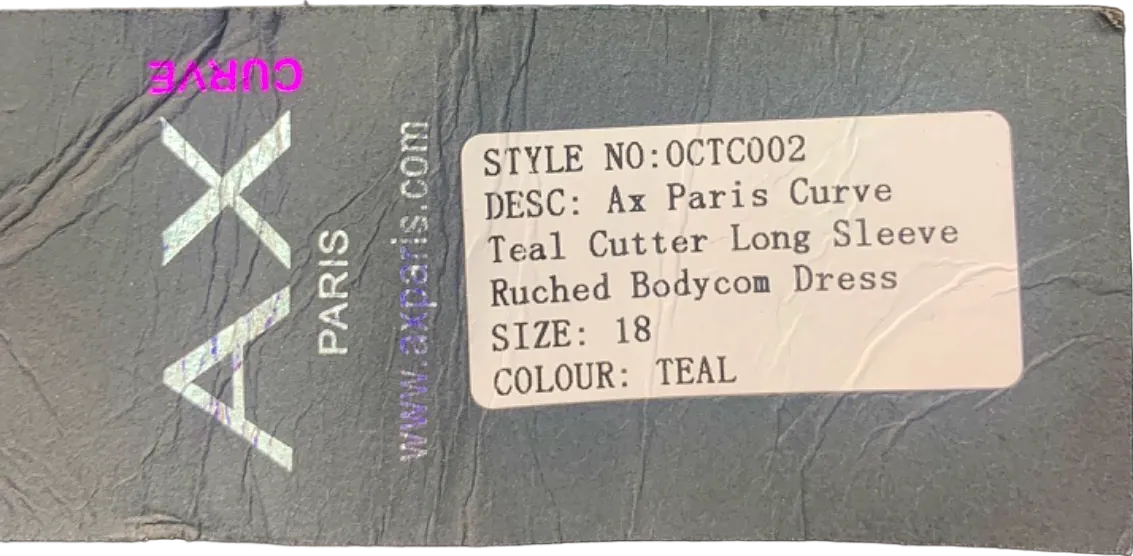 CURVE
AX
PARIS
www.axparis.com
STYLE NO:OCTC002
DESC: Ax Paris Curve
Teal Cutter Long Sleeve
Ruched Bodycom Dress
SIZE: 18
COLOUR: TEAL